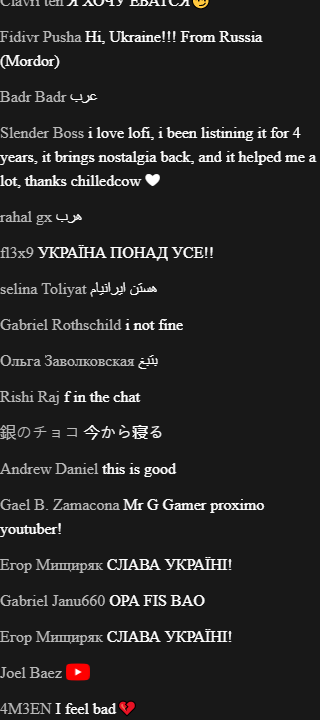 Clavii ten Я ХОЧУ ЕБАТСЯ😉
Fidivr Pusha Hi, Ukraine!!! From Russia
(Mordor)
Badr Badr عرب
Slender Boss i love lofi, i been listining it for 4
years, it brings nostalgia back, and it helped me a
lot, thanks chilledcow 🤍
rahal gx هرب
fl3x9 УКРАЇНА ПОНАД УСЕ!!
selina Toliyat هستن ایرانیام
Gabriel Rothschild i not fine
Ольга Заволковская بتبغ
Rishi Raj f in the chat
銀のチョコ 今から寝る
Andrew Daniel this is good
Gael B. Zamacona Mr G Gamer proximo
youtuber!
Егор Мищиряк СЛАВА УКРАЇНІ!
Gabriel Janu660 OPA FIS BAO
Егор Мищиряк СЛАВА УКРАЇНІ!
Joel Baez
4M3EN I feel bad💔